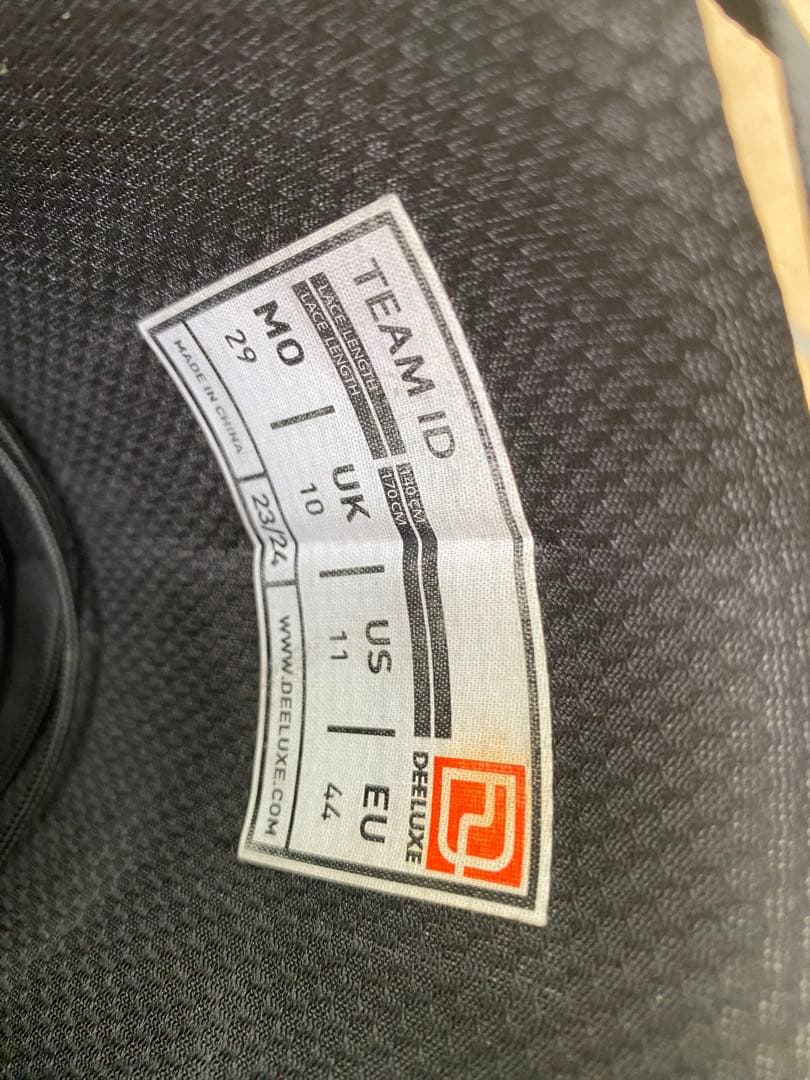 TEAM ID
LACE LENGTH 140 CM
LACE LENGTH 170 CM
DEELUXE
MO | UK | US | EU
29 10 11 44
MADE IN CHINA 23/24 WWW.DEELUXE.COM